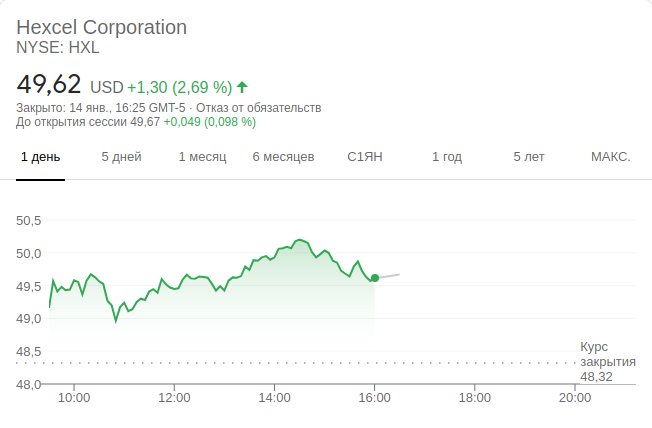 Hexcel Corporation
NYSE: HXL
49,62 USD +1,30 (2,69 %)
Закрыто: 14 янв., 16:25 GMT-5 · Отказ от обязательств
До открытия сессии 49,67 +0,049 (0,098 %)
1 день 5 дней 1 месяц 6 месяцев С1ЯН 1 год 5 лет МАКС.
50,5
50,0
49,5
49,0
48,5
48,0
Курс
закрытия
48,32
10:00 12:00 14:00 16:00 18:00 20:00